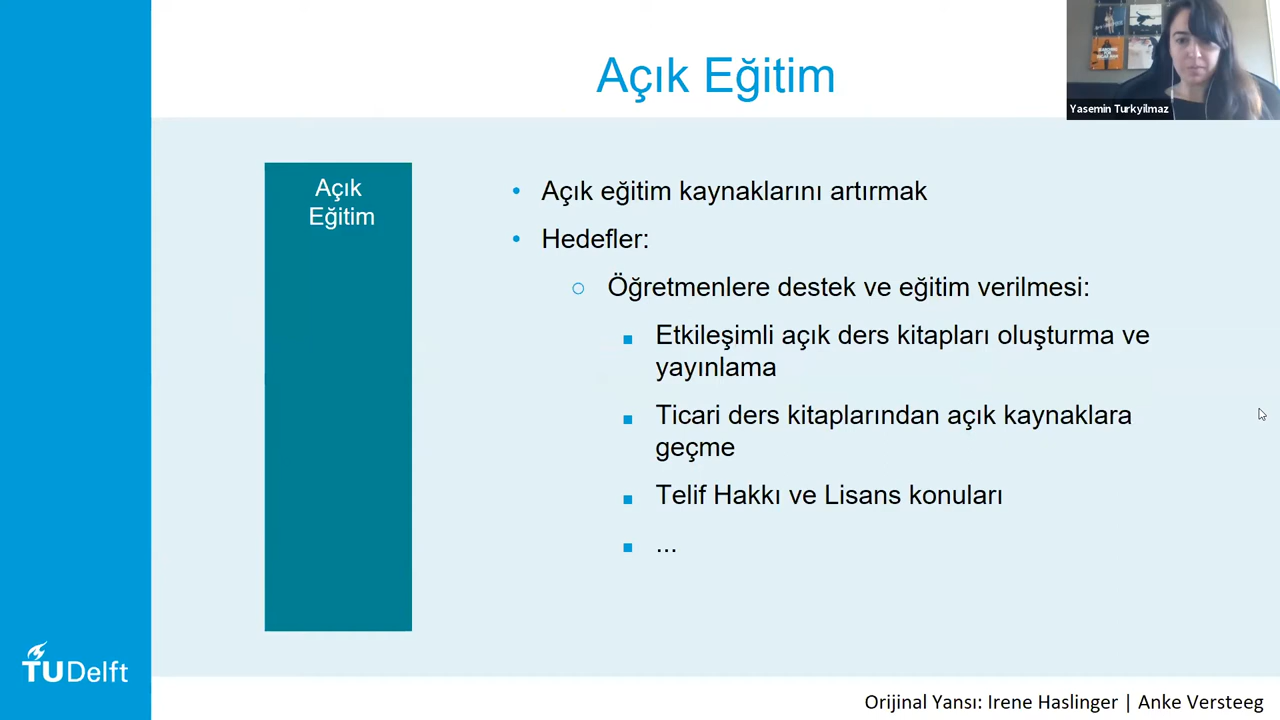 Açık Eğitim
Yasemin Turkyilmaz
Açık
Eğitim
• Açık eğitim kaynaklarını artırmak
• Hedefler:
○ Öğretmenlere destek ve eğitim verilmesi:
▪ Etkileşimli açık ders kitapları oluşturma ve
yayınlama
▪ Ticari ders kitaplarından açık kaynaklara
geçme
▪ Telif Hakkı ve Lisans konuları
▪ ...
TUDelft
Orijinal Yansı: Irene Haslinger | Anke Versteeg